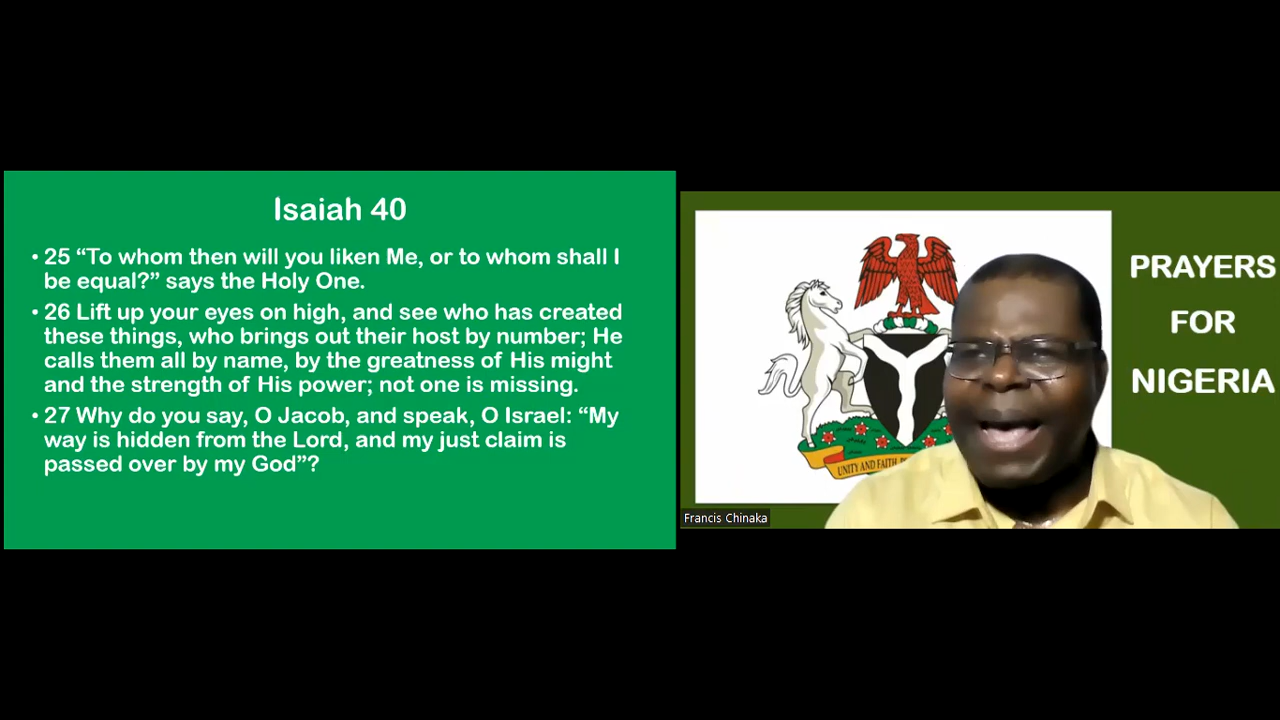 Isaiah 40
• 25 “To whom then will you liken Me, or to whom shall I
be equal?” says the Holy One.
• 26 Lift up your eyes on high, and see who has created
these things, who brings out their host by number; He
calls them all by name, by the greatness of His might
and the strength of His power; not one is missing.
• 27 Why do you say, O Jacob, and speak, O Israel: “My
way is hidden from the Lord, and my just claim is
passed over by my God”?
PRAYERS
FOR
NIGERIA
UNITY AND FAITH
Francis Chinaka